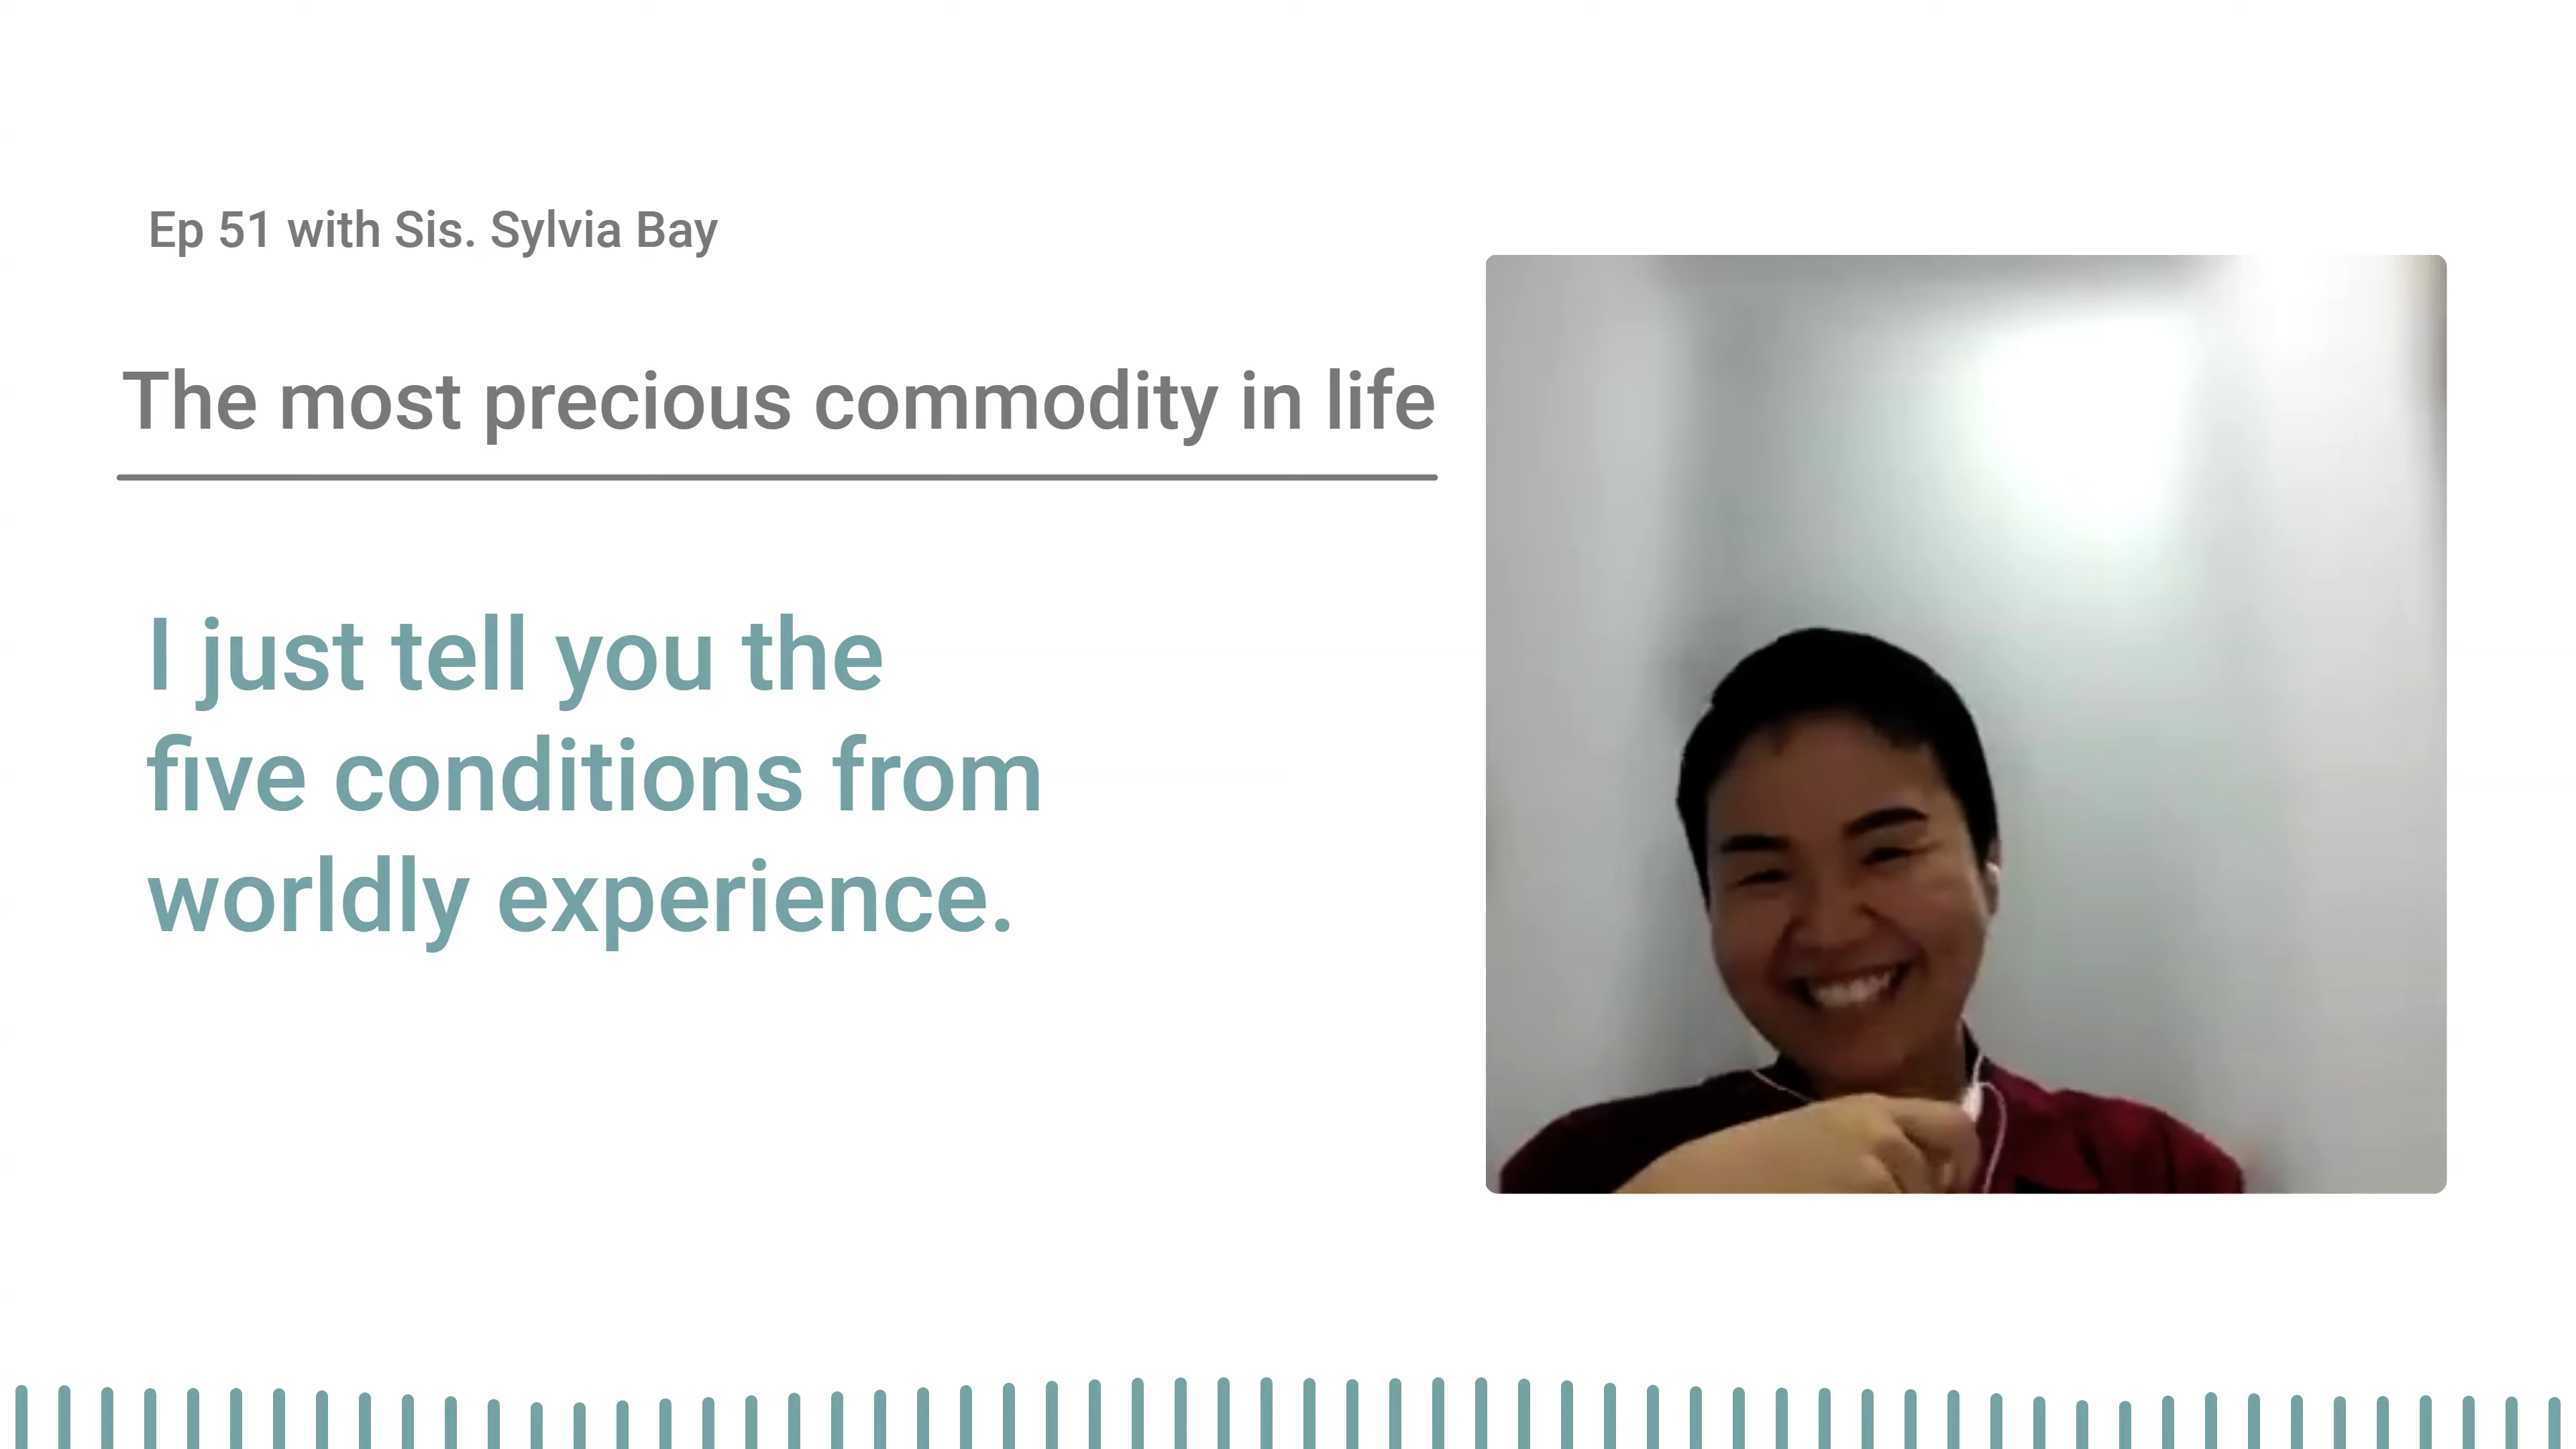 Ep 51 with Sis. Sylvia Bay
The most precious commodity in life
I just tell you the
five conditions from
worldly experience.